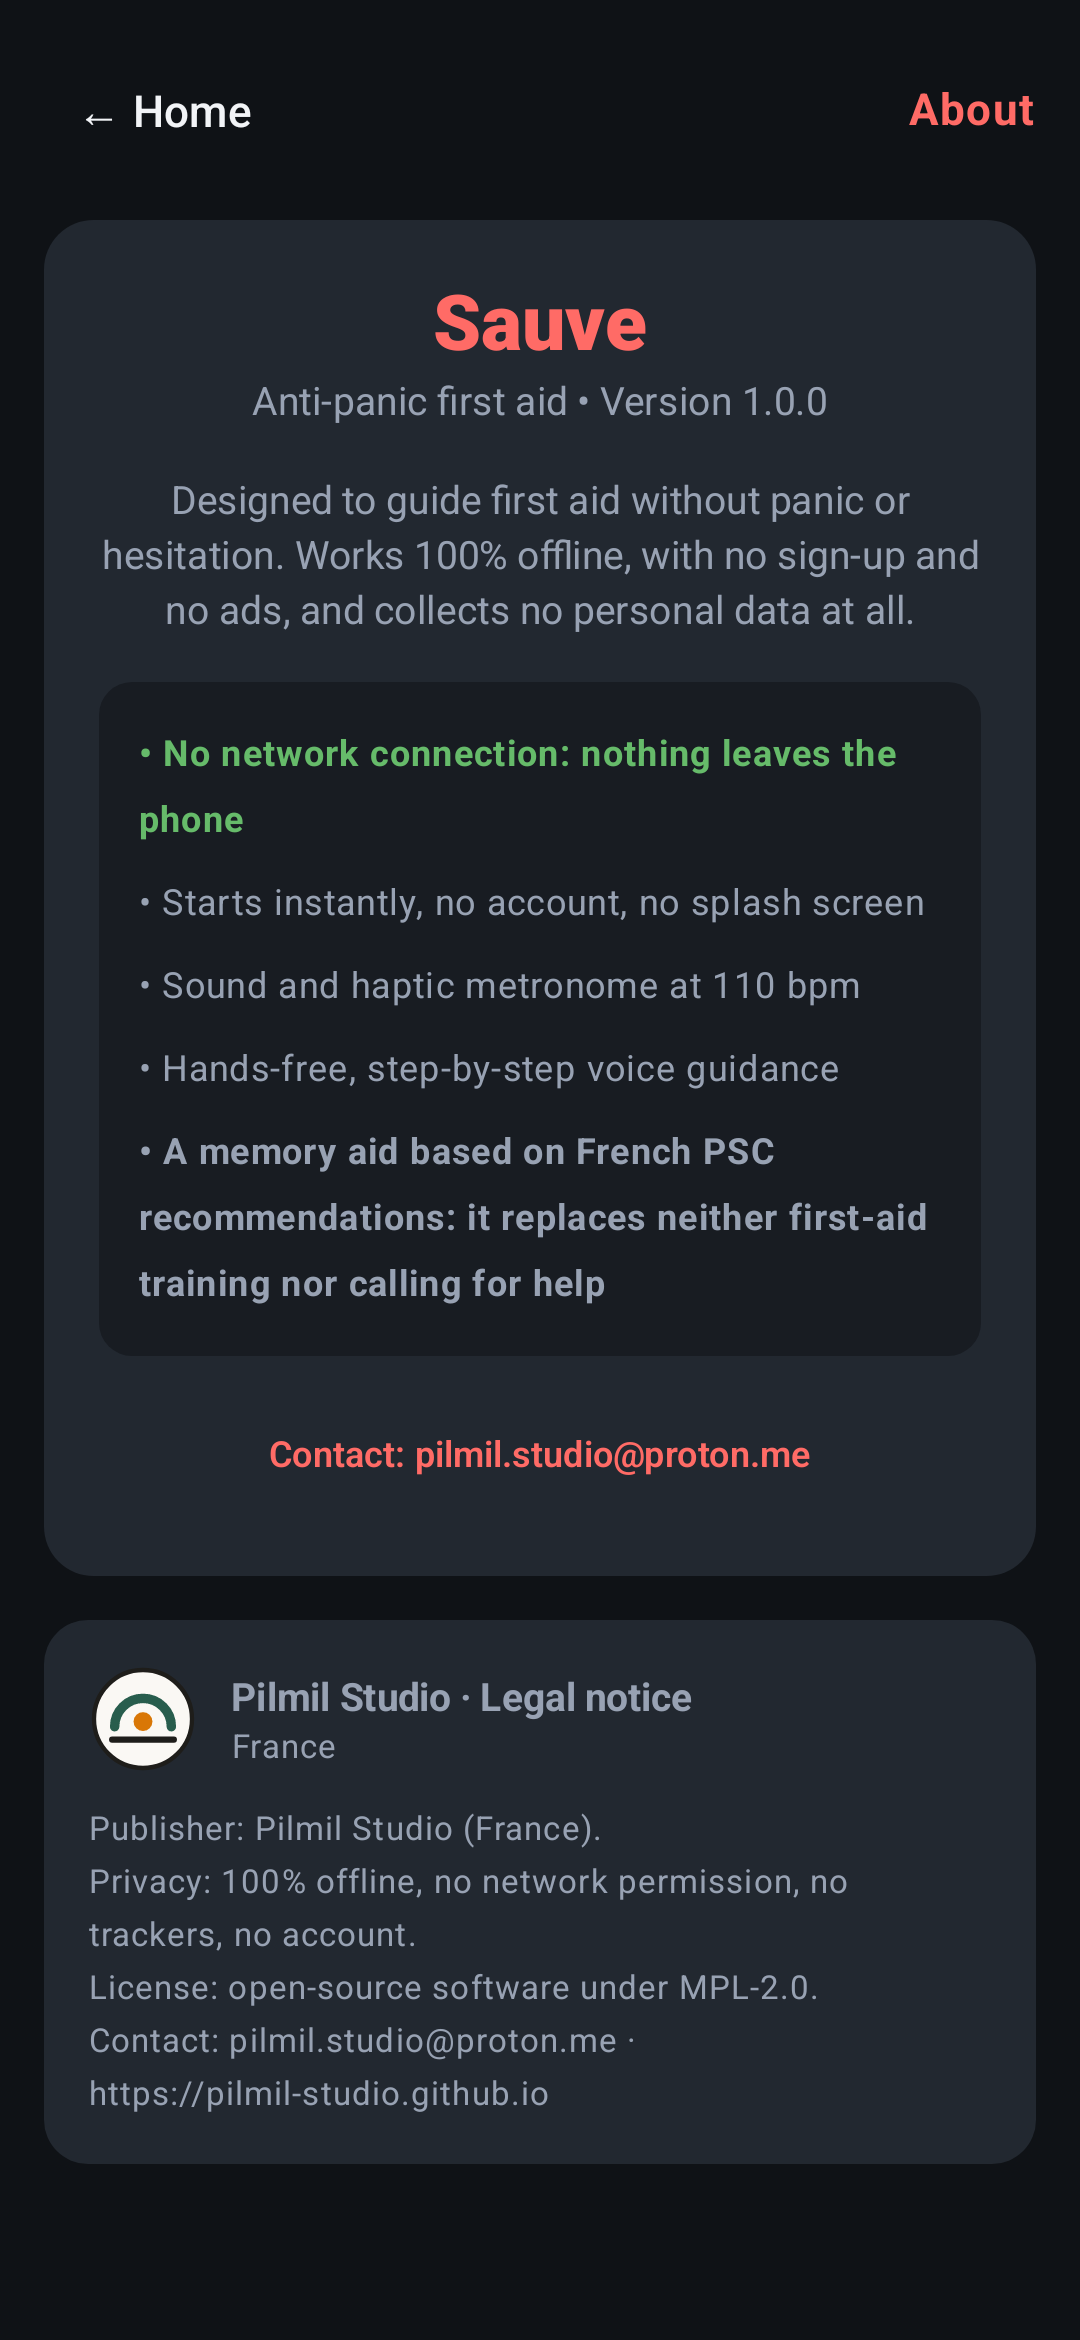 ← Home
About
Sauve
Anti-panic first aid • Version 1.0.0
Designed to guide first aid without panic or
hesitation. Works 100% offline, with no sign-up and
no ads, and collects no personal data at all.
• No network connection: nothing leaves the
phone
• Starts instantly, no account, no splash screen
• Sound and haptic metronome at 110 bpm
• Hands-free, step-by-step voice guidance
• A memory aid based on French PSC
recommendations: it replaces neither first-aid
training nor calling for help
Contact: pilmil.studio@proton.me
Pilmil Studio · Legal notice
France
Publisher: Pilmil Studio (France).
Privacy: 100% offline, no network permission, no
trackers, no account.
License: open-source software under MPL-2.0.
Contact: pilmil.studio@proton.me ·
https://pilmil-studio.github.io